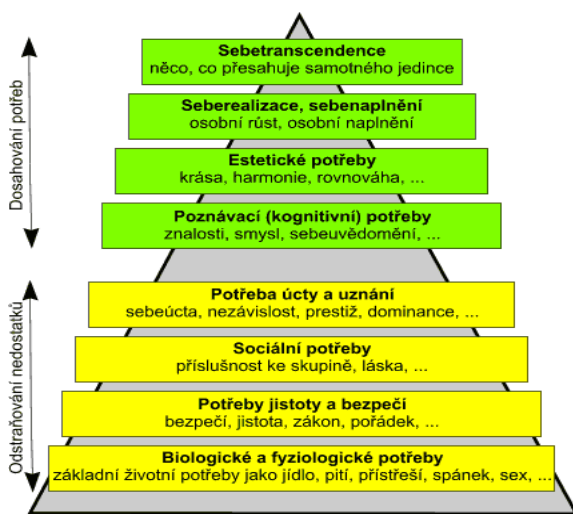 Sebetranscendence
něco, co přesahuje samotného jedince
Seberealizace, sebenaplnění
osobní růst, osobní naplnění
Estetické potřeby
krása, harmonie, rovnováha, ...
Poznávací (kognitivní) potřeby
znalosti, smysl, sebeuvědomění, ...
Dosahování potřeb
Potřeba úcty a uznání
sebeúcta, nezávislost, prestiž, dominance, ...
Sociální potřeby
příslušnost ke skupině, láska, ...
Potřeby jistoty a bezpečí
bezpečí, jistota, zákon, pořádek, ...
Biologické a fyziologické potřeby
základní životní potřeby jako jídlo, pití, přístřeší, spánek, sex, ...
Odstraňování nedostatků